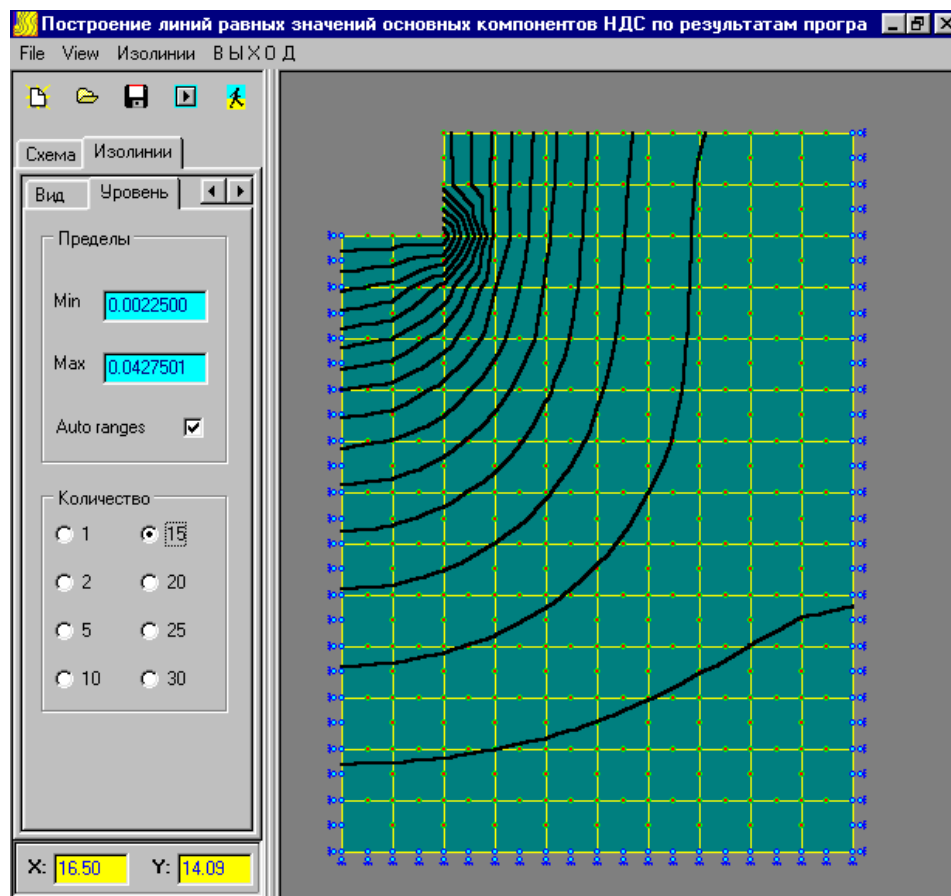 Построение линий равных значений основных компонентов НДС по результатам програ
File View Изолинии В Ы Х О Д
Схема Изолинии
Вид Уровень
Пределы
Min 0.0022500
Max 0.0427501
Auto ranges
Количество
1 15
2 20
5 25
10 30
X: 16.50 Y: 14.09